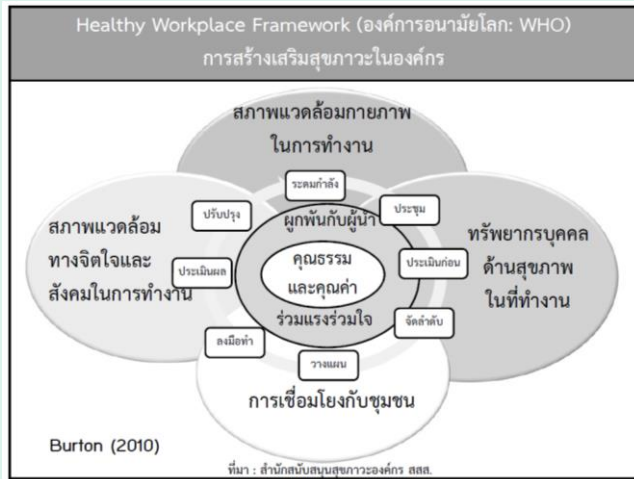 Healthy Workplace Framework (องค์การอนามัยโลก: WHO)
การสร้างเสริมสุขภาวะในองค์กร
สภาพแวดล้อมกายภาพ
ในการทำงาน
ระดมกำลัง
ปรับปรุง
ผูกพันกับผู้นำ
ประชุม
สภาพแวดล้อม
ทางจิตใจและ
สังคมในการทำงาน
ประเมินผล
คุณธรรม
และคุณค่า
ประเมินก่อน
ทรัพยากรบุคคล
ด้านสุขภาพ
ในที่ทำงาน
ร่วมแรงร่วมใจ
จัดลำดับ
ลงมือทำ
วางแผน
การเชื่อมโยงกับชุมชน
Burton (2010)
ที่มา : สำนักสนับสนุนสุขภาวะองค์กร สสส.